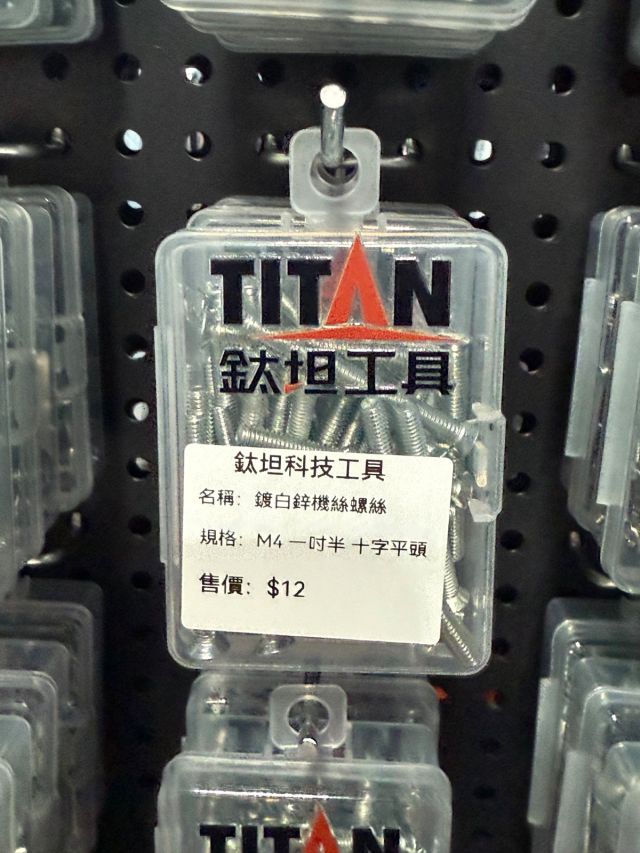 TITAN
鈦坦工具
鈦坦科技工具
名稱: 鍍白鋅機絲螺絲
規格: M4 一吋半 十字平頭
售價: $12
TITAN